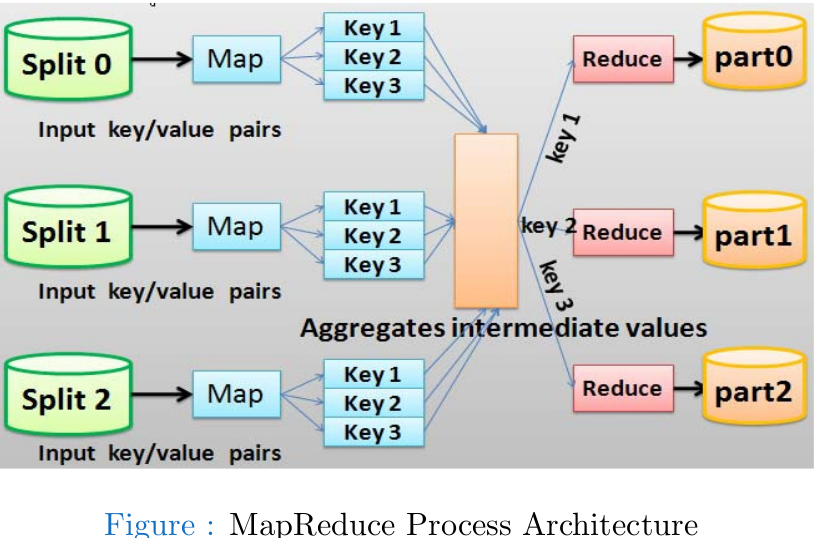 Key 1
Split 0 Map Key 2 Reduce part0
Key 3
Input key/value pairs
key 1
Key 1
Split 1 Map Key 2 key 2 Reduce part1
Key 3
key 3
Input key/value pairs
Aggregates intermediate values
Key 1
Split 2 Map Key 2 Reduce part2
Key 3
Input key/value pairs
Figure : MapReduce Process Architecture